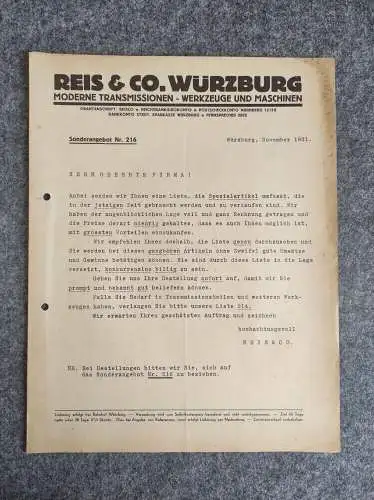 REIS & CO. WÜRZBURG
MODERNE TRANSMISSIONEN - WERKZEUGE UND MASCHINEN
Sonderangebot Nr. 216
Würzburg, November 1931.
SEHR GEEHRTE FIRMA!
Anbei senden wir Ihnen eine Liste, die Spezialartikel umfasst, die
in der jetzigen Zeit gebraucht werden und zu verkaufen sind. Wir
haben der augenblicklichen Lage voll und ganz Rechnung getragen und
die Preise derart niedrig gehalten, dass es auch Ihnen möglich ist,
mit grossten Vorteilen einzukaufen.
Wir empfehlen Ihnen deshalb, die Liste genau durchzusehen und
Sie werden bei diesen gangbaren Artikeln ohne Zweifel gute Umsätze
und Gewinne betätigen können. Sie sind durch diese Liste in die Lage
versetzt, konkurrenzlos billig zu sein.
Geben Sie uns Ihre Bestellung sofort auf, damit wir Sie
prompt und bekannt gut beliefern können.
Falls Sie Bedarf in Transmissionsteilen und weiteren Werk-
zeugen haben, verlangen Sie bitte unsere Liste
Wir erwarten Ihren geschätzten Auftrag und zeichnen
hochachtungsvoll
REIS & CO.
NB. Bei Bestellungen bitten wir Sie, sich auf
das Sonderangebot Nr. 216 zu beziehen.